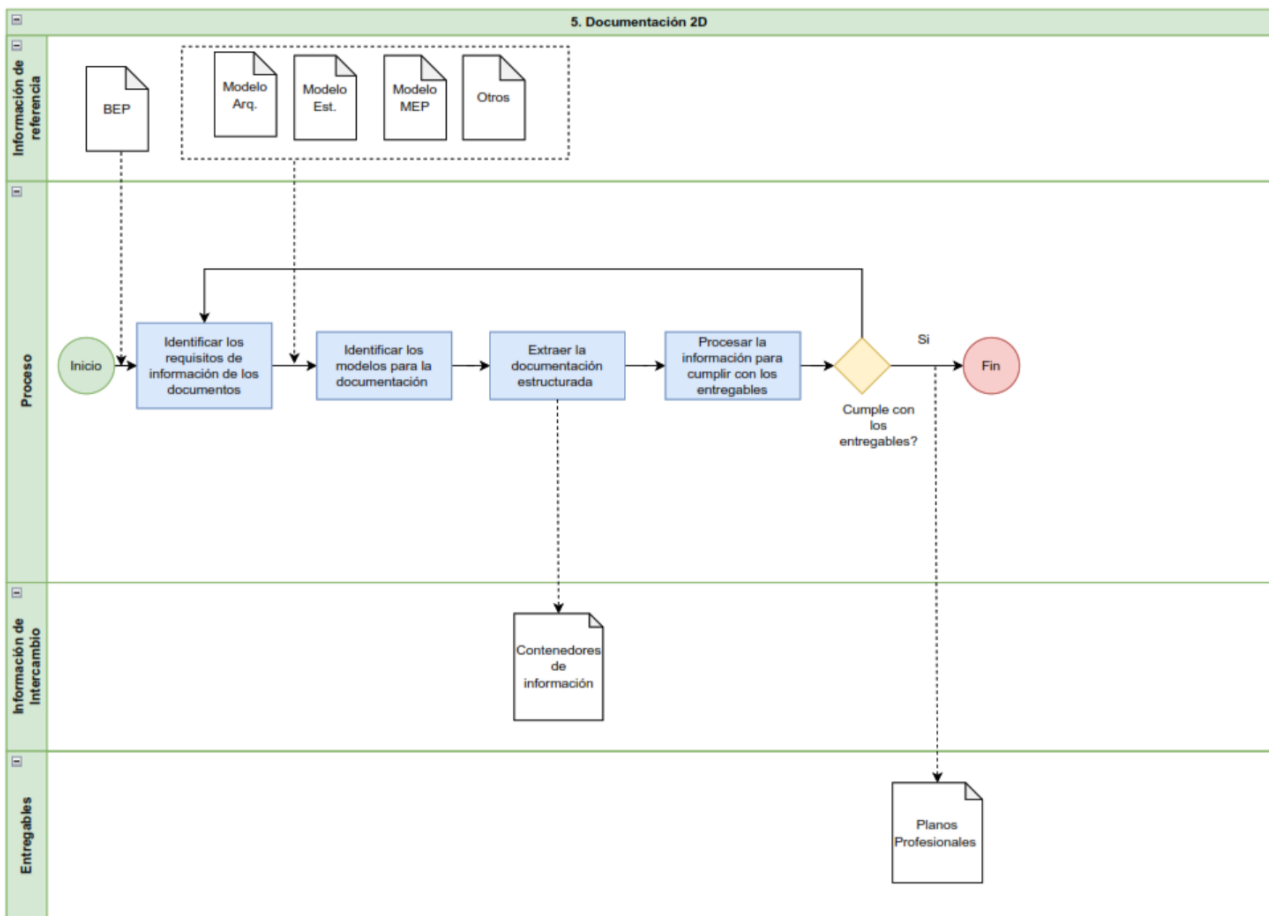 5. Documentación 2D
Información de
referencia
BEP
Modelo
Arq.
Modelo
Est.
Modelo
MEP
Otros
Proceso
Inicio
Identificar los
requisitos de
información de los
documentos
Identificar los
modelos para la
documentación
Extraer la
documentación
estructurada
Procesar la
información para
cumplir con los
entregables
Cumple con
los
entregables?
Si
Fin
Información de
Intercambio
Contenedores
de
información
Entregables
Planos
Profesionales